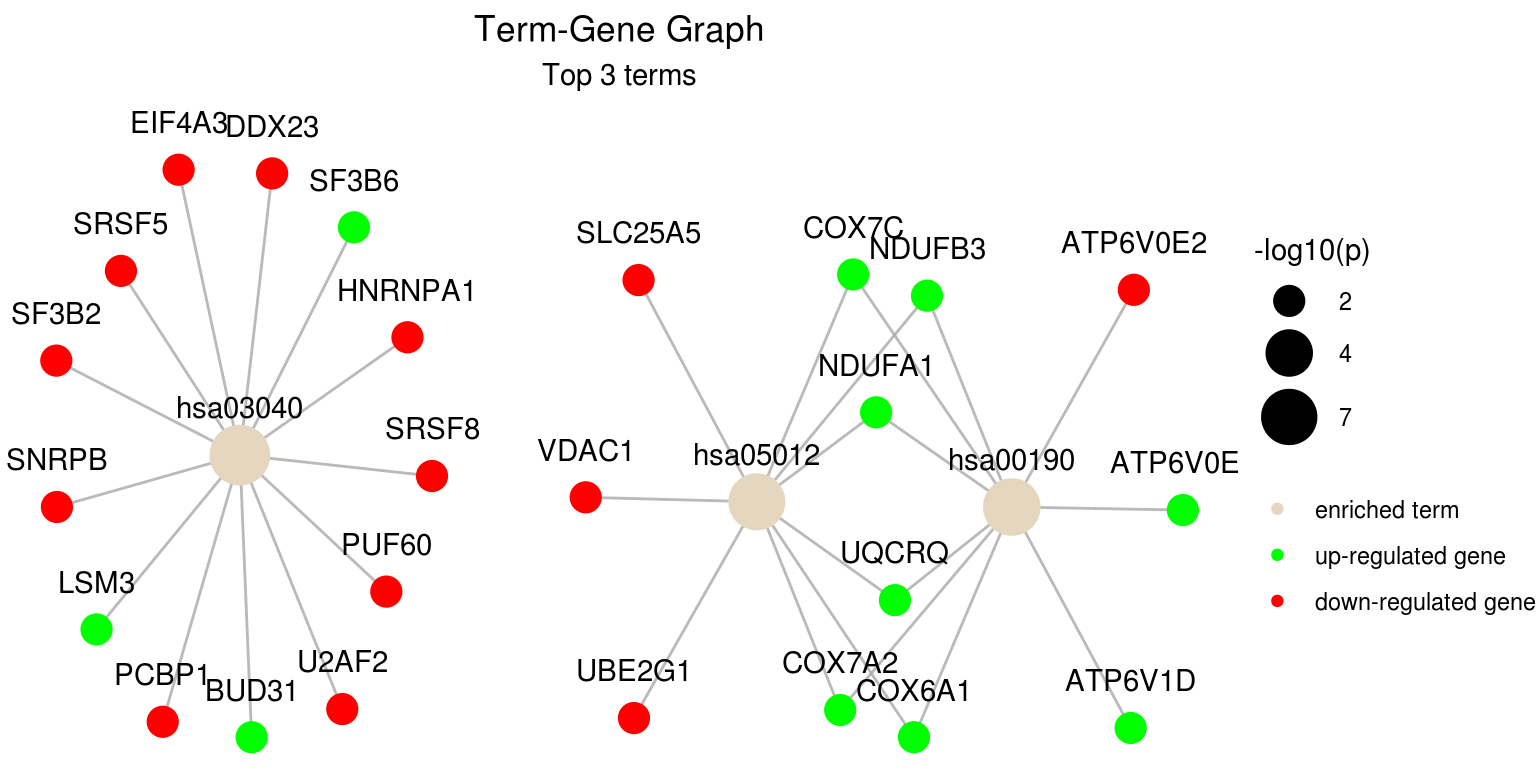 Term-Gene Graph
Top 3 terms
EIF4A3
DDX23
SF3B6
SRSF5
HNRNPA1
SF3B2
hsa03040
SRSF8
SNRPB
PUF60
LSM3
U2AF2
PCBP1
BUD31
SLC25A5
COX7C
NDUFB3
ATP6V0E2
NDUFA1
VDAC1
hsa05012
hsa00190
ATP6V0E
UQCRQ
UBE2G1
COX7A2
COX6A1
ATP6V1D
-log10(p)
2
4
7
enriched term
up-regulated gene
down-regulated gene